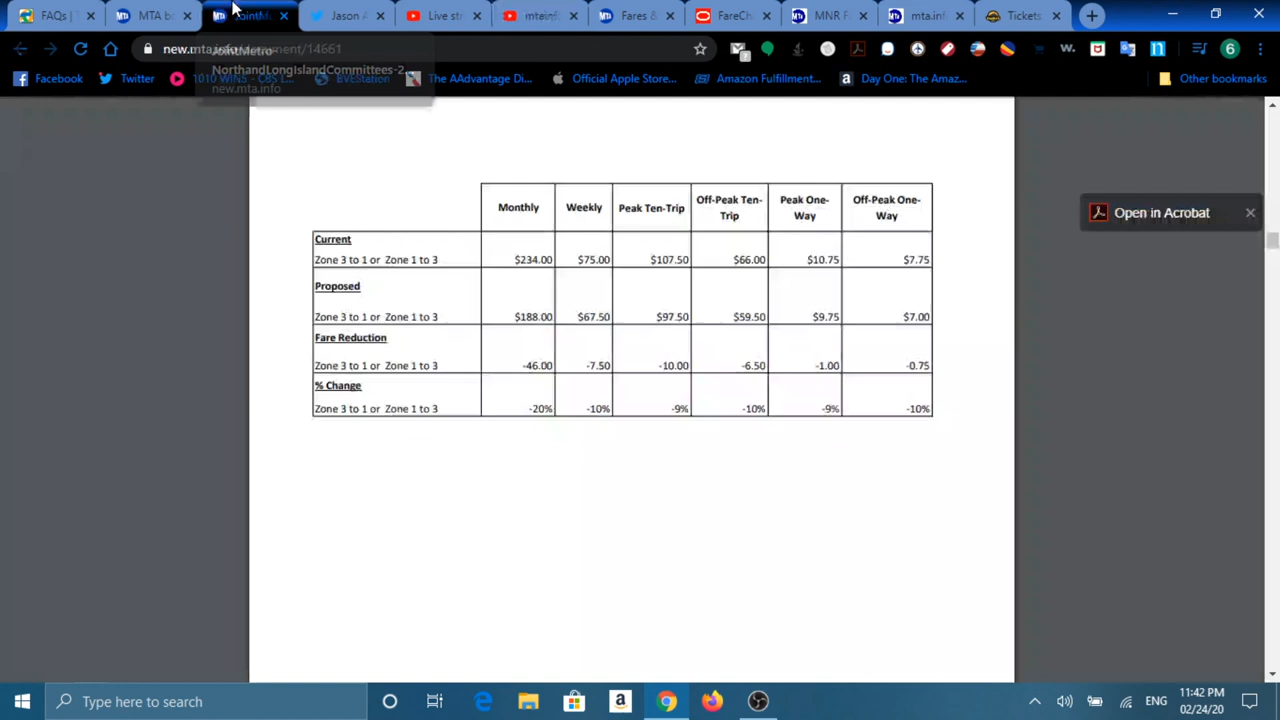 FAQs | T
MTA bo
JointMe
Jason A
Live str
mtainfo
Fares &
FareCh
MNR F
mta.inf
Tickets
new.mta.info
ment/14661
JointMetro
NorthandLongIslandCommittees-2...
new.mta.info
Facebook
Twitter
1010 WINS - CBS L...
BVEStation
The AAdvantage Di...
Official Apple Store...
Amazon Fulfillment...
Day One: The Amaz...
Other bookmarks
Open in Acrobat
Monthly Weekly Peak Ten-Trip Off-Peak Ten-Trip Peak One-Way Off-Peak One-Way
Current
Zone 3 to 1 or Zone 1 to 3 $234.00 $75.00 $107.50 $66.00 $10.75 $7.75
Proposed
Zone 3 to 1 or Zone 1 to 3 $188.00 $67.50 $97.50 $59.50 $9.75 $7.00
Fare Reduction
Zone 3 to 1 or Zone 1 to 3 -46.00 -7.50 -10.00 -6.50 -1.00 -0.75
% Change
Zone 3 to 1 or Zone 1 to 3 -20% -10% -9% -10% -9% -10%
Type here to search
ENG
11:42 PM
02/24/20